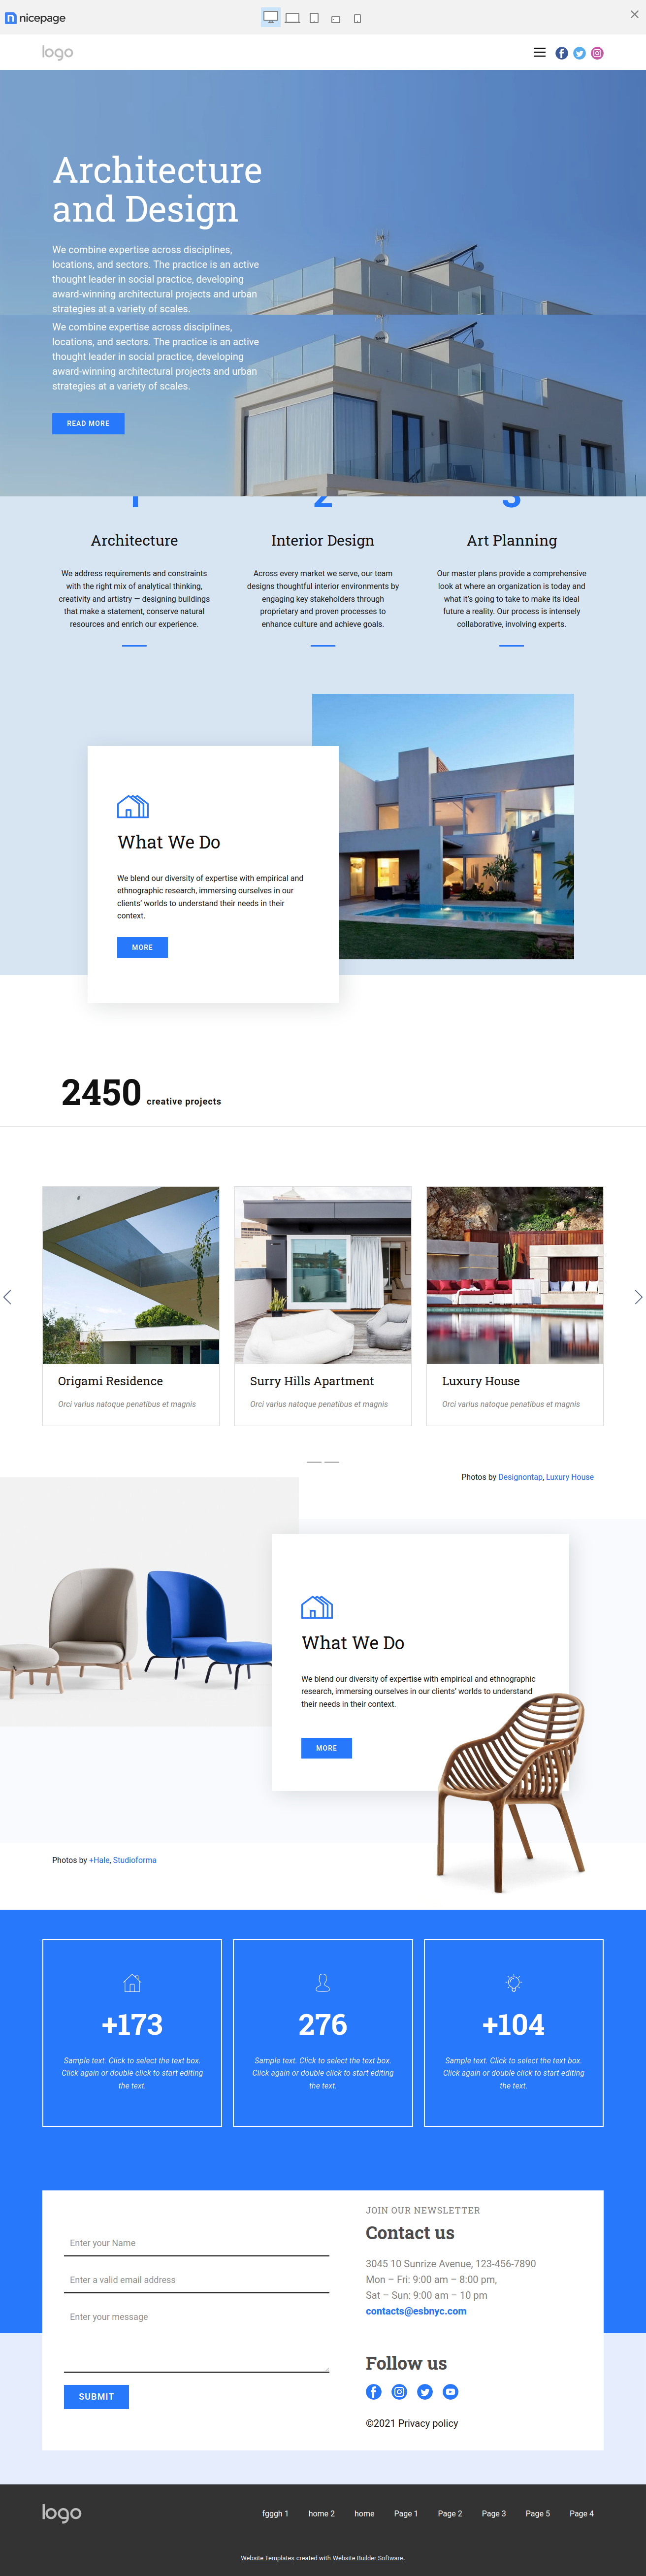 nicepage
logo
Architecture
and Design
We combine expertise across disciplines,
locations, and sectors. The practice is an active
thought leader in social practice, developing
award-winning architectural projects and urban
strategies at a variety of scales.
We combine expertise across disciplines,
locations, and sectors. The practice is an active
thought leader in social practice, developing
award-winning architectural projects and urban
strategies at a variety of scales.
READ MORE
1 2 3
Architecture
We address requirements and constraints
with the right mix of analytical thinking,
creativity and artistry — designing buildings
that make a statement, conserve natural
resources and enrich our experience.
Interior Design
Across every market we serve, our team
designs thoughtful interior environments by
engaging key stakeholders through
proprietary and proven processes to
enhance culture and achieve goals.
Art Planning
Our master plans provide a comprehensive
look at where an organization is today and
what it's going to take to make its ideal
future a reality. Our process is intensely
collaborative, involving experts.
What We Do
We blend our diversity of expertise with empirical and
ethnographic research, immersing ourselves in our
clients' worlds to understand their needs in their
context.
MORE
2450 creative projects
Origami Residence
Orci varius natoque penatibus et magnis
Surry Hills Apartment
Orci varius natoque penatibus et magnis
Luxury House
Orci varius natoque penatibus et magnis
Photos by Designontap, Luxury House
What We Do
We blend our diversity of expertise with empirical and ethnographic
research, immersing ourselves in our clients' worlds to understand
their needs in their context.
MORE
Photos by +Hale, Studioforma
+173
Sample text. Click to select the text box.
Click again or double click to start editing
the text.
276
Sample text. Click to select the text box.
Click again or double click to start editing
the text.
+104
Sample text. Click to select the text box.
Click again or double click to start editing
the text.
Enter your Name
Enter a valid email address
Enter your message
SUBMIT
JOIN OUR NEWSLETTER
Contact us
3045 10 Sunrize Avenue, 123-456-7890
Mon – Fri: 9:00 am – 8:00 pm,
Sat – Sun: 9:00 am – 10 pm
contacts@esbnyc.com
Follow us
©2021 Privacy policy
logo
fgggh 1 home 2 home Page 1 Page 2 Page 3 Page 5 Page 4
Website Templates created with Website Builder Software.